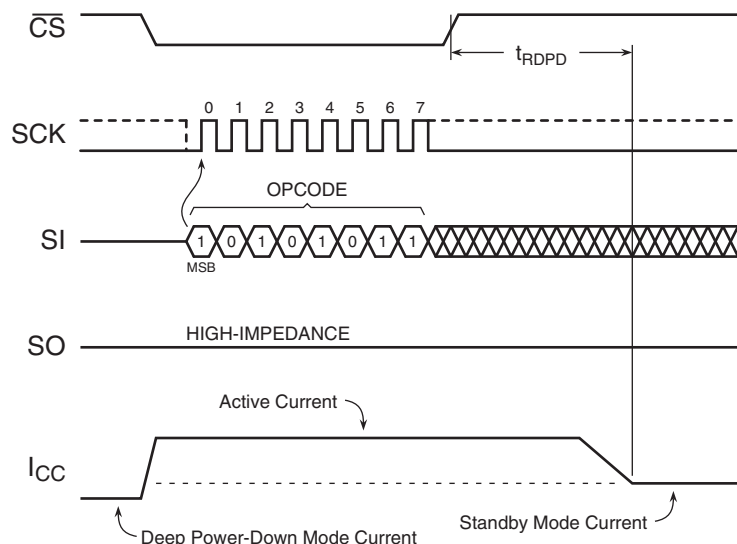 CS
tRDPD
0 1 2 3 4 5 6 7
SCK
OPCODE
SI
1 0 1 0 1 0 1 1
MSB
HIGH-IMPEDANCE
SO
Active Current
ICC
Standby Mode Current
Deep Power-Down Mode Current